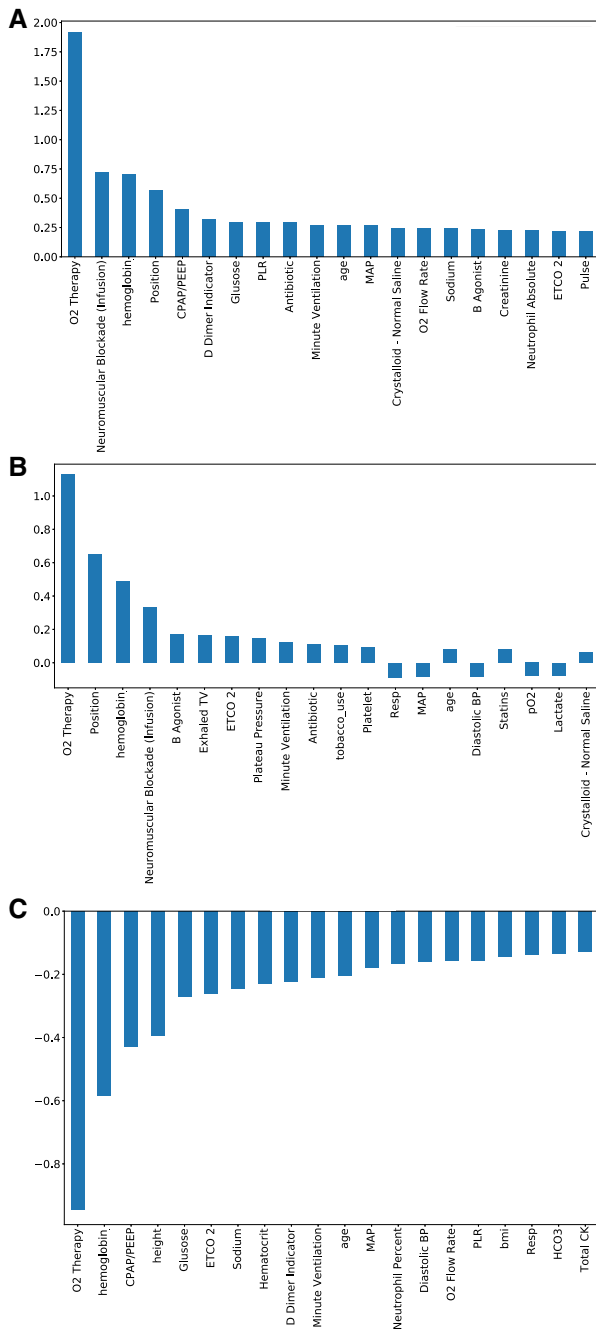 A
2.00
1.75
1.50
1.25
1.00
0.75
0.50
0.25
0.00
O2 Therapy
Neuromuscular Blockade (Infusion)
hemoglobin
Position
CPAP/PEEP
D Dimer Indicator
Glusose
PLR
Antibiotic
Minute Ventilation
age
MAP
Crystalloid - Normal Saline
O2 Flow Rate
Sodium
B Agonist
Creatinine
Neutrophil Absolute
ETCO 2
Pulse
B
1.0
0.8
0.6
0.4
0.2
0.0
O2 Therapy
Position
hemoglobin
Neuromuscular Blockade (Infusion)
B Agonist
Exhaled TV
ETCO 2
Plateau Pressure
Minute Ventilation
Antibiotic
tobacco_use
Platelet
Resp
MAP
age
Diastolic BP
Statins
pO2
Lactate
Crystalloid - Normal Saline
C
0.0
−0.2
−0.4
−0.6
−0.8
O2 Therapy
hemoglobin
CPAP/PEEP
height
Glusose
ETCO 2
Sodium
Hematocrit
D Dimer Indicator
Minute Ventilation
age
MAP
Neutrophil Percent
Diastolic BP
O2 Flow Rate
PLR
bmi
Resp
HCO3
Total CK